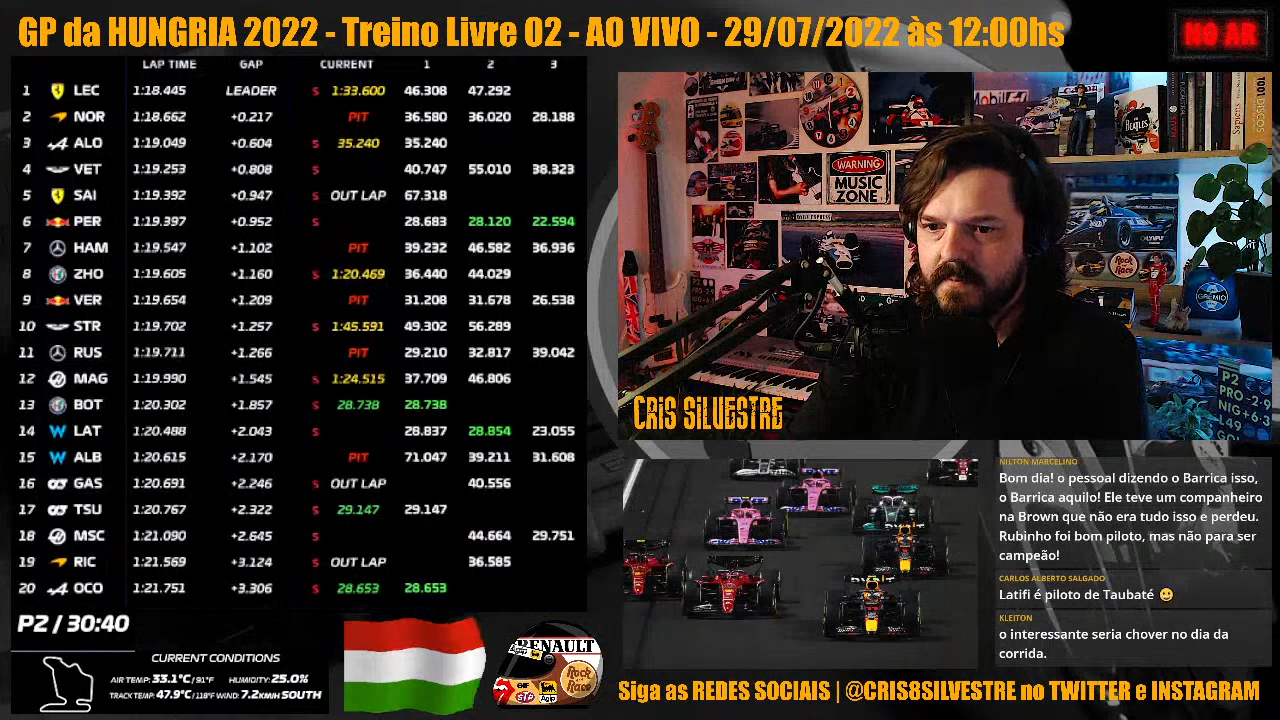 GP da HUNGRIA 2022 - Treino Livre 02 - AO VIVO - 29/07/2022 às 12:00hs
NO AR
LAP TIME GAP CURRENT 1 2 3
1 LEC 1:18.445 LEADER S 1:33.600 46.308 47.292
2 NOR 1:18.662 +0.217 PIT 36.580 36.020 28.188
3 ALO 1:19.049 +0.604 S 35.240 35.240
4 VET 1:19.253 +0.808 S 40.747 55.010 38.323
5 SAI 1:19.392 +0.947 S OUT LAP 67.318
6 PER 1:19.397 +0.952 S 28.683 28.120 22.594
7 HAM 1:19.547 +1.102 PIT 39.232 46.582 36.936
8 ZHO 1:19.605 +1.160 S 1:20.469 36.440 44.029
9 VER 1:19.654 +1.209 PIT 31.208 31.678 26.538
10 STR 1:19.702 +1.257 S 1:45.591 49.302 56.289
11 RUS 1:19.711 +1.266 PIT 29.210 32.817 39.042
12 MAG 1:19.990 +1.545 S 1:24.515 37.709 46.806
13 BOT 1:20.302 +1.857 S 28.738 28.738
14 LAT 1:20.488 +2.043 S 28.837 28.854 23.055
15 ALB 1:20.615 +2.170 PIT 71.047 39.211 31.608
16 GAS 1:20.691 +2.246 S OUT LAP 40.556
17 TSU 1:20.767 +2.322 S 29.147 29.147
18 MSC 1:21.090 +2.645 S 44.664 29.751
19 RIC 1:21.569 +3.124 S OUT LAP 36.585
20 OCO 1:21.751 +3.306 S 28.653 28.653
P2 / 30:40
CURRENT CONDITIONS
AIR TEMP: 33.1°C / 91°F HUMIDITY: 25.0%
TRACK TEMP: 47.9°C / 118°F WIND: 7.2KM/H SOUTH
RENAULT
Rock and Race
WARNING
MUSIC
ZONE
THE BEATLES
1001 DISCOS
Sapiens
GRÊMIO
P2
PRO -2:9
NIG+6:3
L49
CRIS SILVESTRE
NILTON MARCELINO
Bom dia! o pessoal dizendo o Barrica isso,
o Barrica aquilo! Ele teve um companheiro
na Brown que não era tudo isso e perdeu.
Rubinho foi bom piloto, mas não para ser
campeão!
CARLOS ALBERTO SALGADO
Latifi é piloto de Taubaté 😀
KLEITON
o interessante seria chover no dia da
corrida.
Siga as REDES SOCIAIS | @CRIS8SILVESTRE no TWITTER e INSTAGRAM